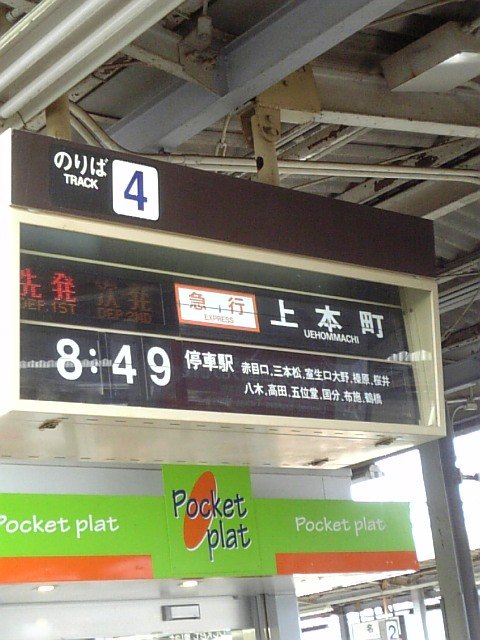 のりば
TRACK
4
先発
DEP.1ST
次発
DEP.2ND
急行
EXPRESS
上本町
UEHOMMACHI
8:49
停車駅
赤目口、三本松、室生口大野、榛原、桜井
八木、高田、五位堂、国分、布施、鶴橋
Pocket plat
Pocket
plat
Pocket plat
2